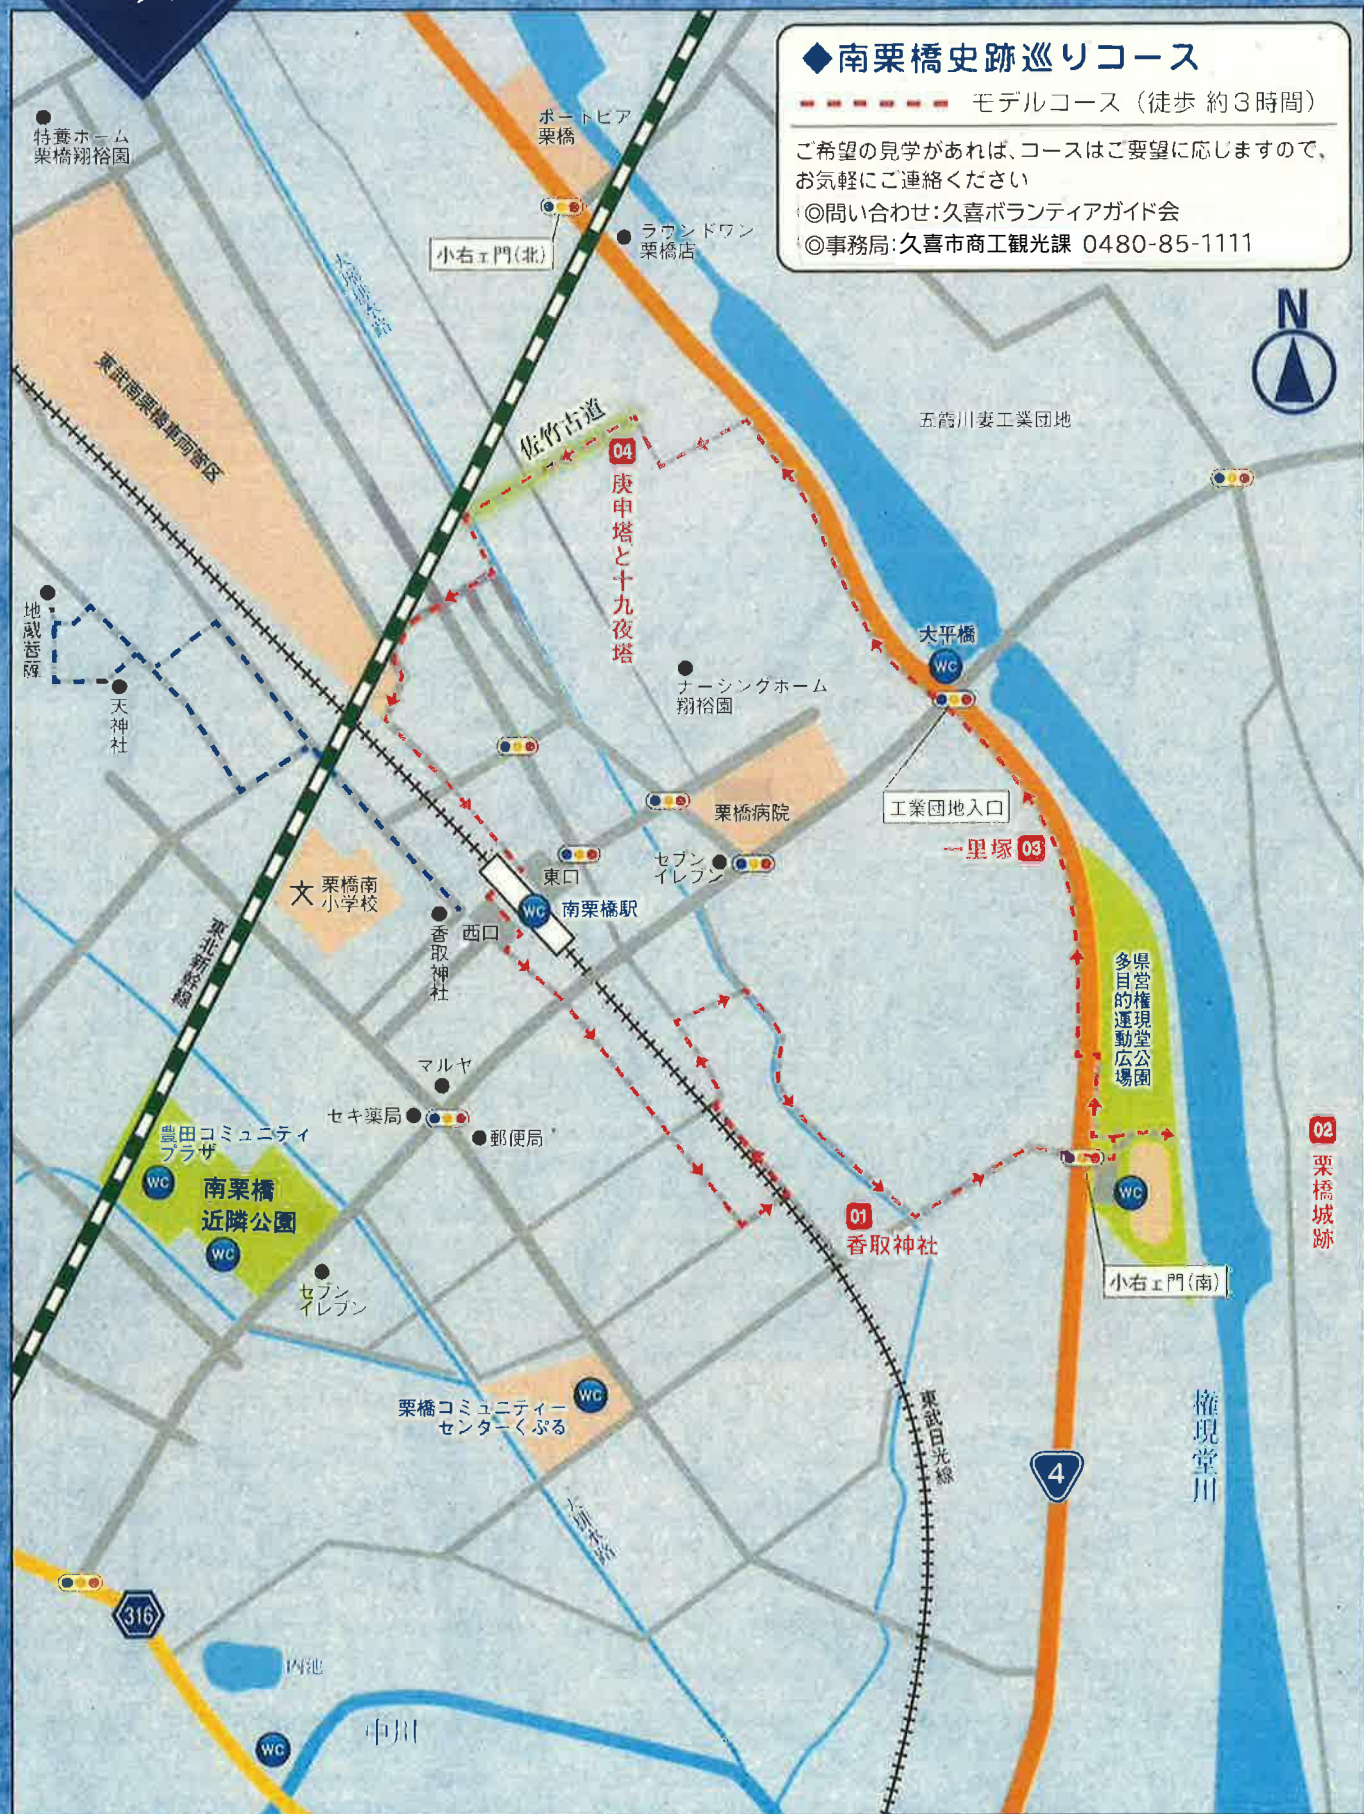 ◆南栗橋史跡巡りコース
モデルコース（徒歩 約3時間）
ご希望の見学があれば、コースはご要望に応じますので、
お気軽にご連絡ください
◎問い合わせ：久喜ボランティアガイド会
◎事務局：久喜市商工観光課 0480-85-1111
N
特養ホーム
栗橋翔裕園
ボートピア
栗橋
小右ェ門(北)
ラウンドワン
栗橋店
東武南栗橋車両管区
佐竹古道
04
庚申塔と十九夜塔
五霞川妻工業団地
天神社
大平橋
WC
ナーシングホーム
翔裕園
工業団地入口
栗橋病院
一里塚 03
セブン
イレブン
東口
WC
南栗橋駅
西口
香取神社
文
栗橋南
小学校
東北新幹線
県営権現堂公園
多目的運動広場
マルヤ
セキ薬局
郵便局
豊田コミュニティ
プラザ
WC
南栗橋
近隣公園
WC
セブン
イレブン
01
香取神社
WC
02
栗橋城跡
小右ェ門(南)
栗橋コミュニティー
センターくぷる
WC
東武日光線
4
権現堂川
大排水路
316
内池
中川
WC